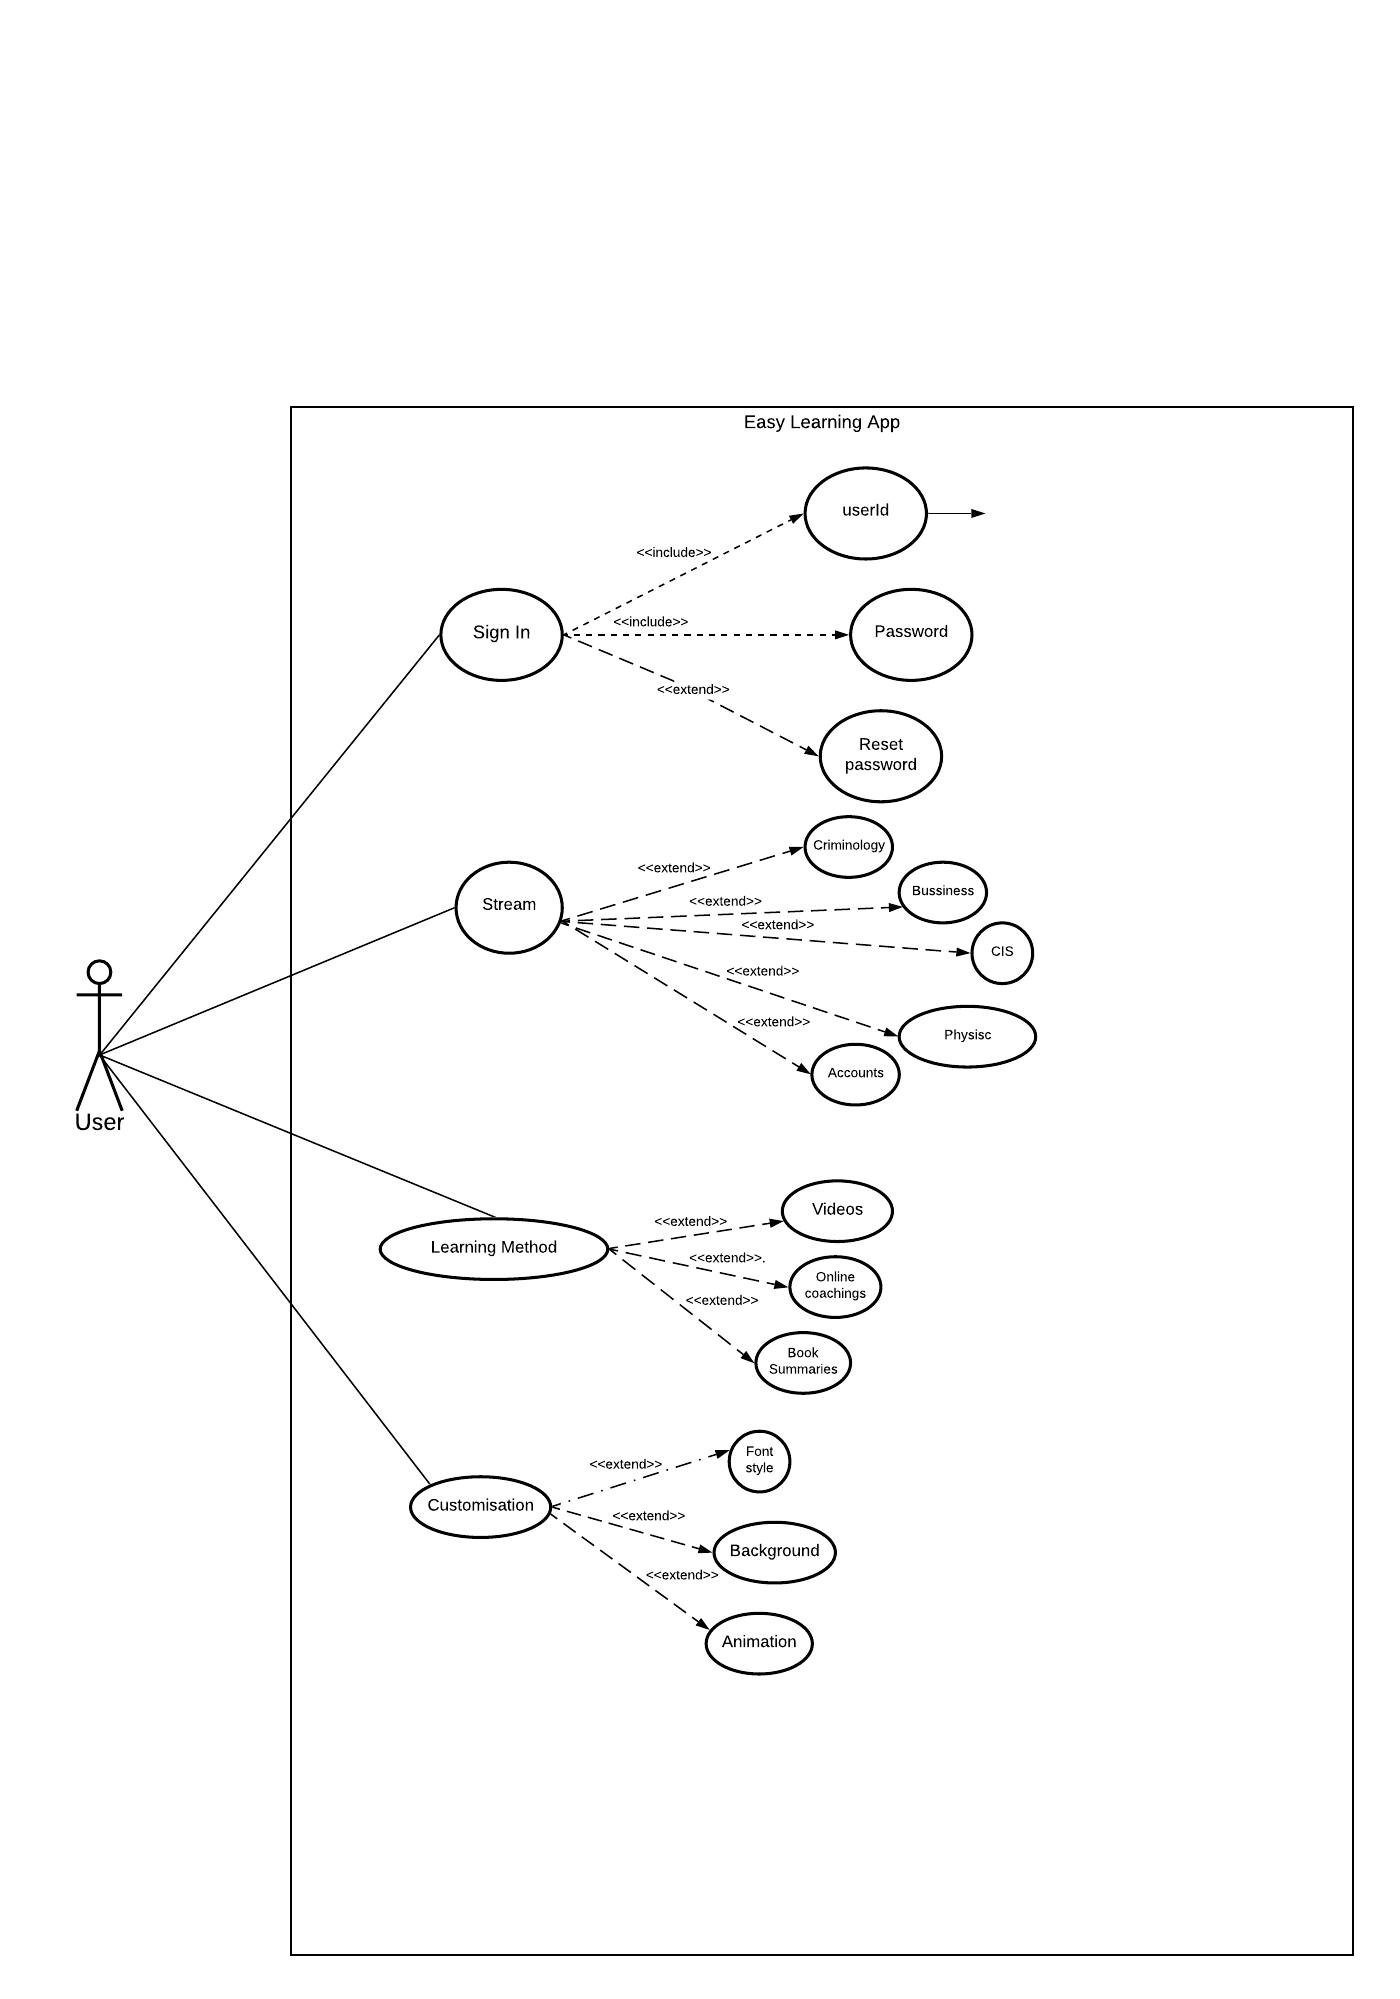 Easy Learning App
userId
<<include>>
Sign In
<<include>>
Password
<<extend>>
Reset
password
Criminology
<<extend>>
Bussiness
<<extend>>
Stream
<<extend>>
CIS
<<extend>>
<<extend>>
Physisc
Accounts
User
Videos
<<extend>>
Learning Method
<<extend>>.
Online
coachings
<<extend>>
Book
Summaries
Font
style
<<extend>>
Customisation
<<extend>>
Background
<<extend>>
Animation